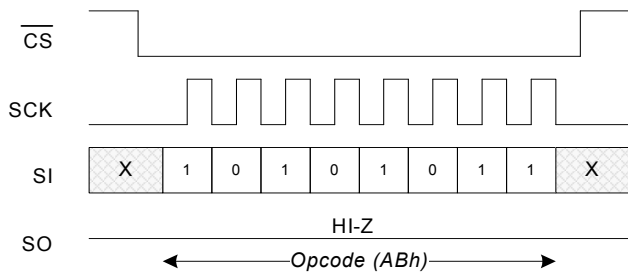 CS
SCK
SI X 1 0 1 0 1 0 1 1 X
HI-Z
SO
Opcode (ABh)